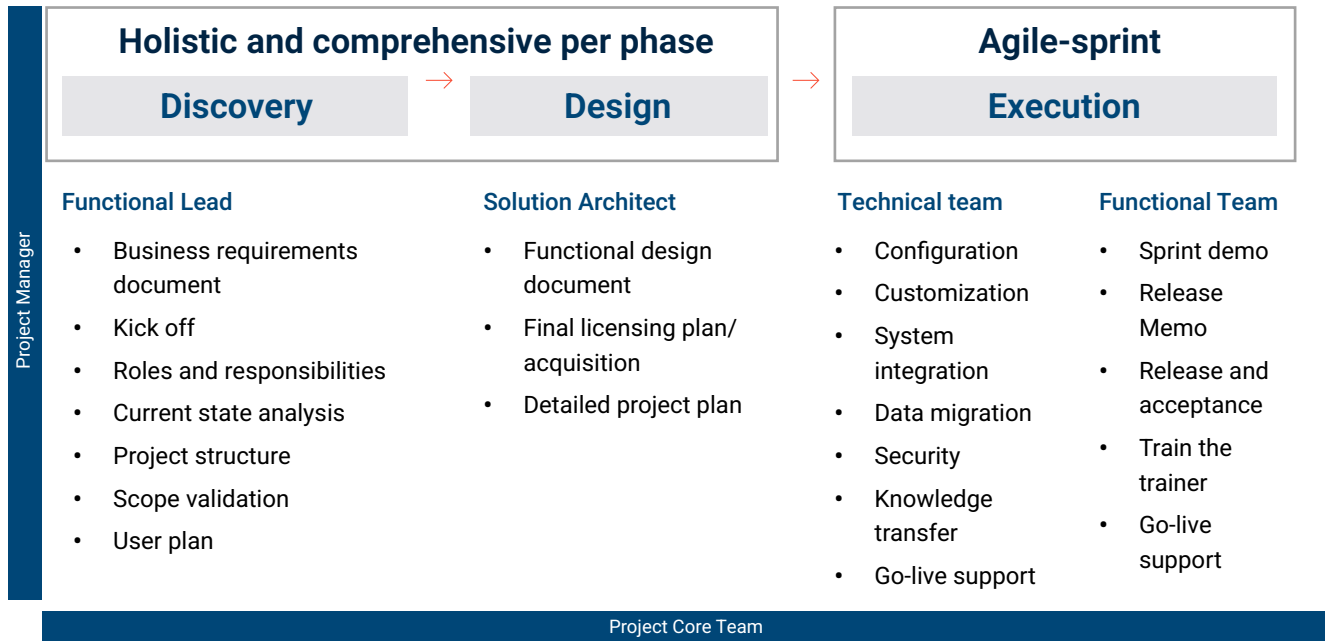 Holistic and comprehensive per phase
→
Discovery
Design
→
Agile-sprint
Execution
Project Manager
Functional Lead
• Business requirements
document
• Kick off
• Roles and responsibilities
• Current state analysis
• Project structure
• Scope validation
• User plan
Solution Architect
• Functional design
document
• Final licensing plan/
acquisition
• Detailed project plan
Technical team
• Configuration
• Customization
• System
integration
• Data migration
• Security
• Knowledge
transfer
• Go-live support
Functional Team
• Sprint demo
• Release
Memo
• Release and
acceptance
• Train the
trainer
• Go-live
support
Project Core Team